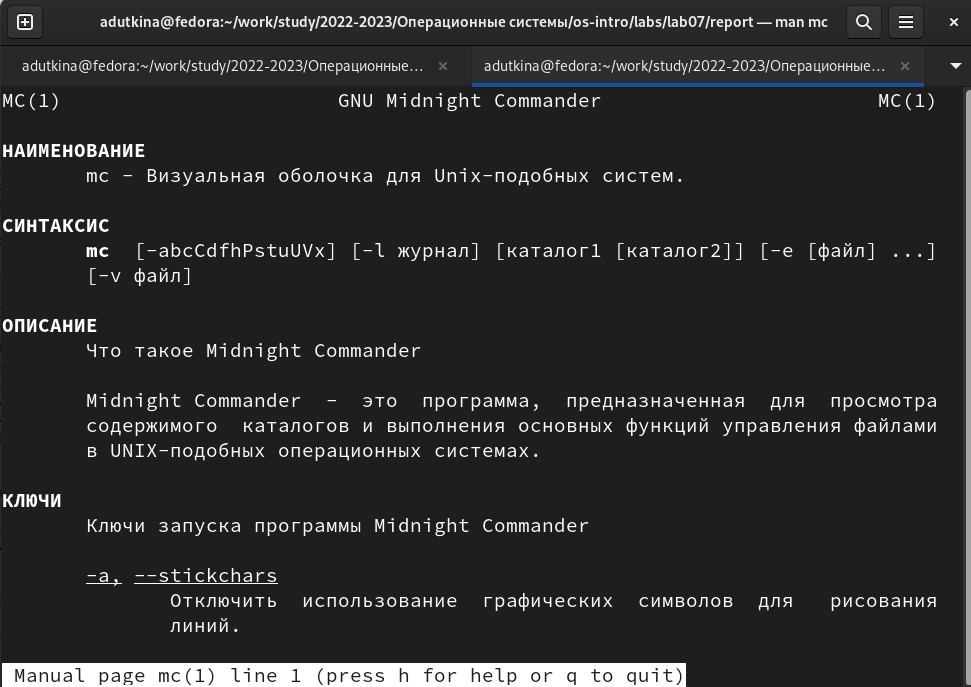 adutkina@fedora:~/work/study/2022-2023/Операционные системы/os-intro/labs/lab07/report — man mc
adutkina@fedora:~/work/study/2022-2023/Операционные…
adutkina@fedora:~/work/study/2022-2023/Операционные…
MC(1) GNU Midnight Commander MC(1)
НАИМЕНОВАНИЕ
mc - Визуальная оболочка для Unix-подобных систем.
СИНТАКСИС
mc [-abcCdfhPstuUVx] [-l журнал] [каталог1 [каталог2]] [-e [файл] ...]
[-v файл]
ОПИСАНИЕ
Что такое Midnight Commander
Midnight Commander - это программа, предназначенная для просмотра
содержимого каталогов и выполнения основных функций управления файлами
в UNIX-подобных операционных системах.
КЛЮЧИ
Ключи запуска программы Midnight Commander
-a, --stickchars
Отключить использование графических символов для рисования
линий.
Manual page mc(1) line 1 (press h for help or q to quit)